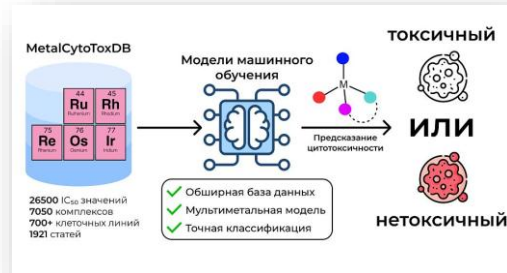 MetalCytoToxDB
44
Ru
Ruthenium
45
Rh
Rhodium
75
Re
Rhenium
76
Os
Osmium
77
Ir
Iridium
26500 IC₅₀ значений
7050 комплексов
700+ клеточных линий
1921 статей
Модели машинного
обучения
Обширная база данных
Мультиметальная модель
Точная классификация
M
Предсказание
цитотоксичности
токсичный
или
нетоксичный